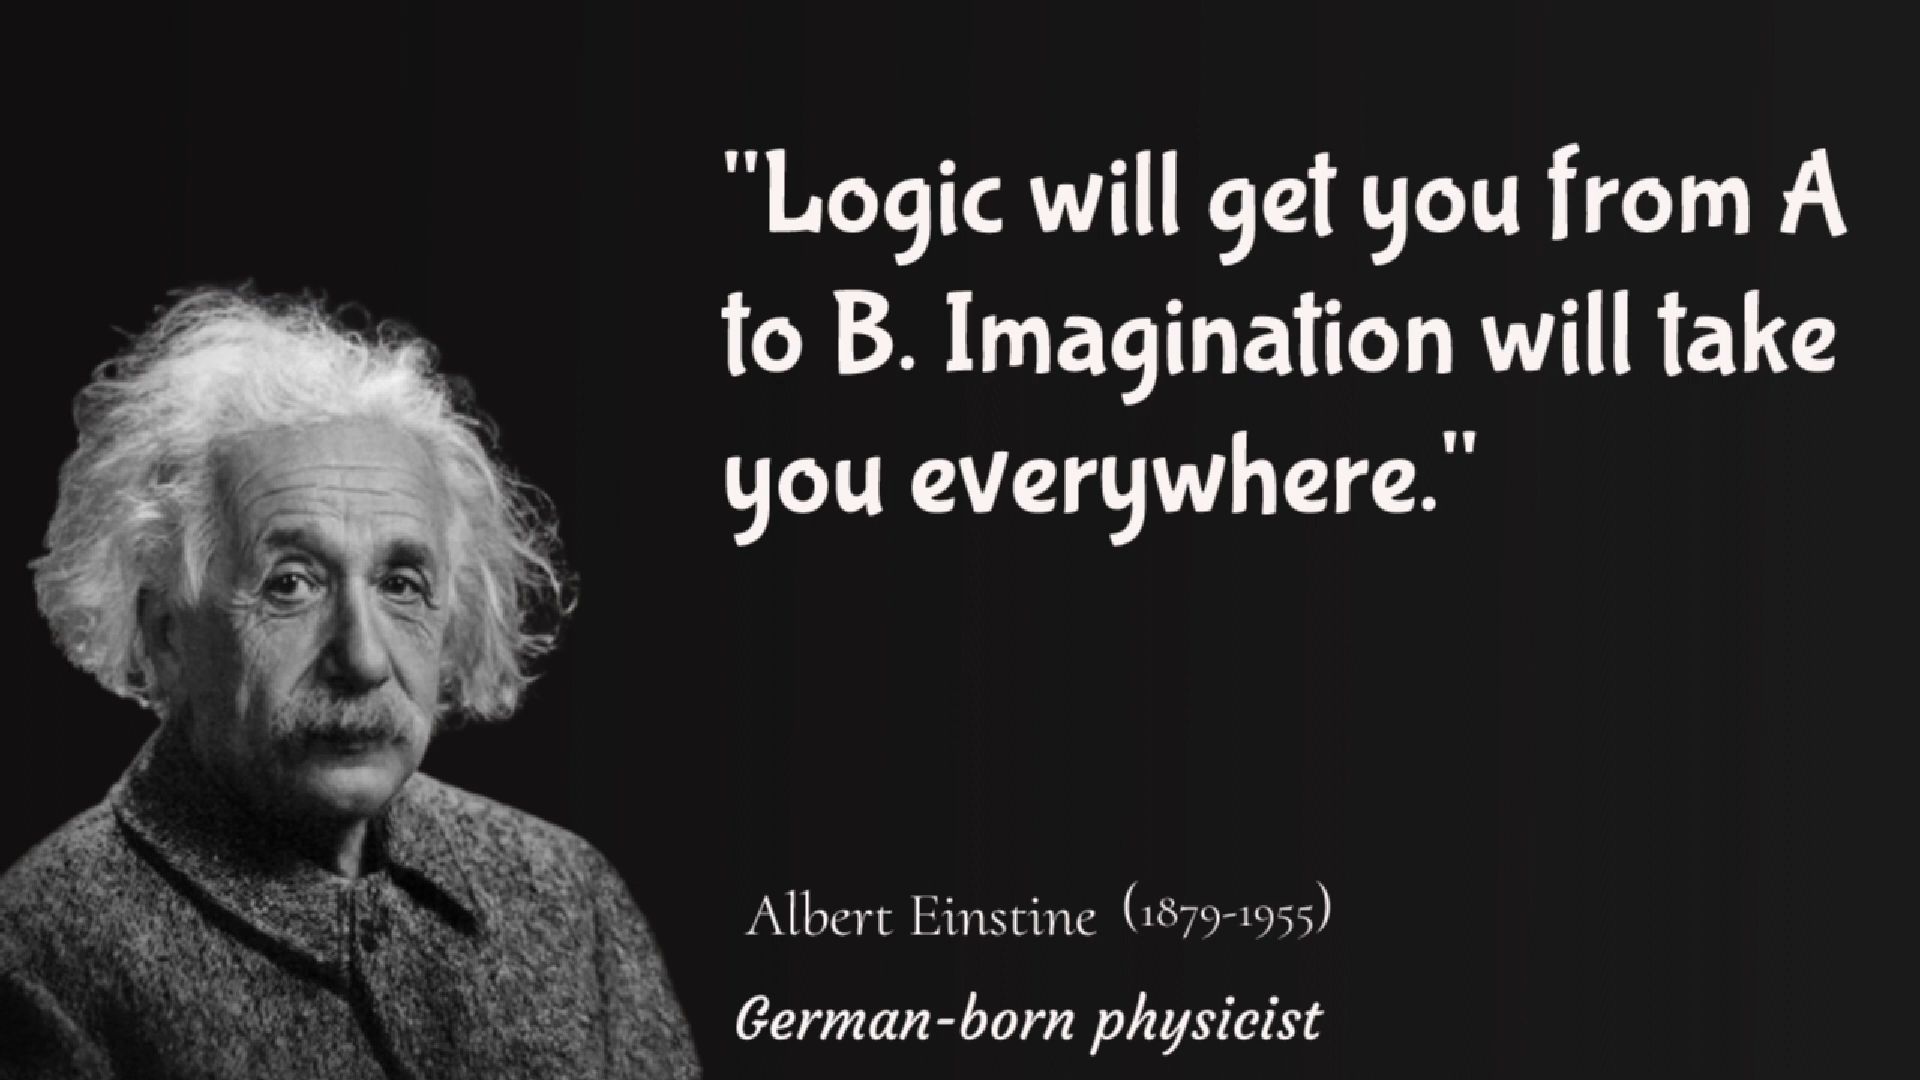 "Logic will get you from A
to B. Imagination will take
you everywhere."
Albert Einstine (1879-1955)
German-born physicist